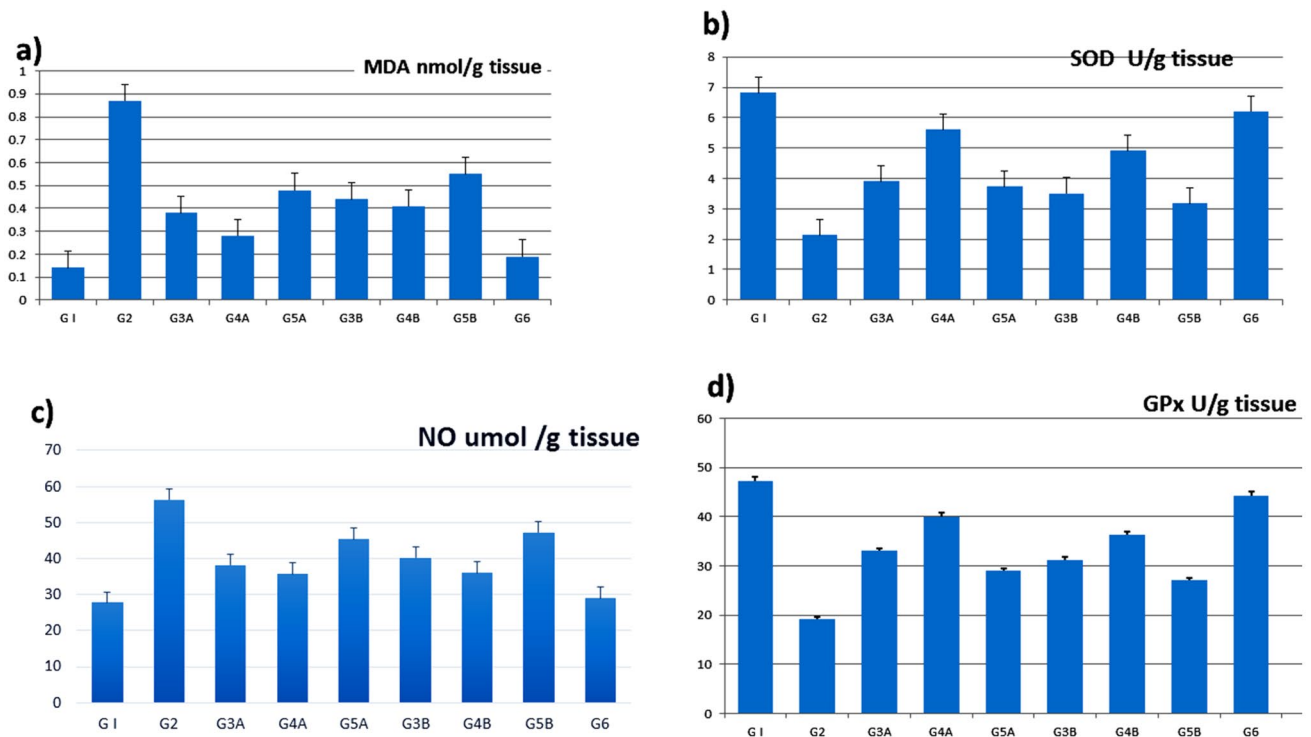 a)
MDA nmol/g tissue
1
0.9
0.8
0.7
0.6
0.5
0.4
0.3
0.2
0.1
0
G I G2 G3A G4A G5A G3B G4B G5B G6
b)
SOD U/g tissue
8
7
6
5
4
3
2
1
0
G I G2 G3A G4A G5A G3B G4B G5B G6
c)
NO umol /g tissue
70
60
50
40
30
20
10
0
G I G2 G3A G4A G5A G3B G4B G5B G6
d)
GPx U/g tissue
60
50
40
30
20
10
0
G I G2 G3A G4A G5A G3B G4B G5B G6